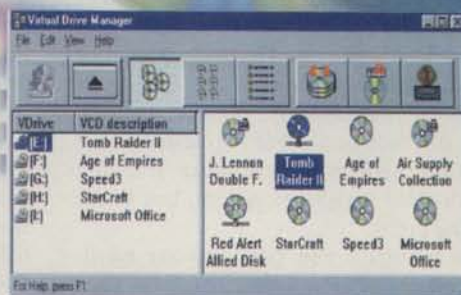 Virtual Drive Manager
File Edit View Help
VDrive VCD description
[E:] Tomb Raider II
[F:] Age of Empires
[G:] Speed3
[H:] StarCraft
[I:] Microsoft Office
J. Lennon Double F.
Tomb Raider II
Age of Empires
Air Supply Collection
Red Alert Allied Disk
StarCraft
Speed3
Microsoft Office
For Help, press F1